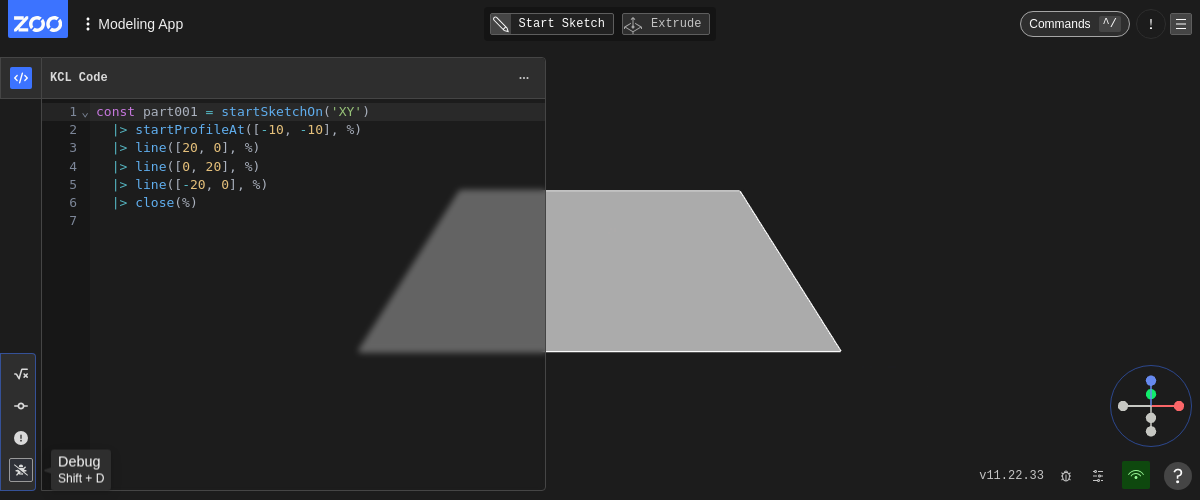 ZOO
Modeling App
Start Sketch
Extrude
Commands ^/
!
KCL Code
...
1 const part001 = startSketchOn('XY')
2   |> startProfileAt([-10, -10], %)
3   |> line([20, 0], %)
4   |> line([0, 20], %)
5   |> line([-20, 0], %)
6   |> close(%)
7
Debug
Shift + D
v11.22.33
?